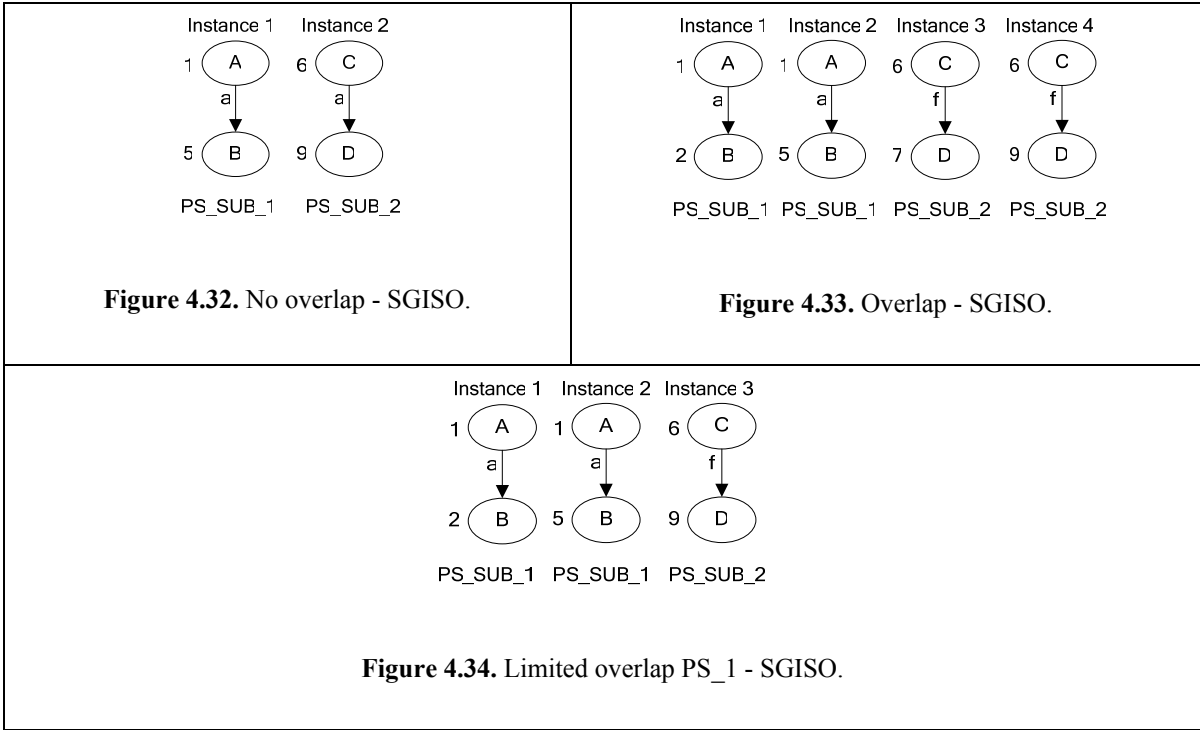 Instance 1 Instance 2
1 A 6 C
a a
5 B 9 D
PS_SUB_1 PS_SUB_2
Figure 4.32. No overlap - SGISO.
Instance 1 Instance 2 Instance 3 Instance 4
1 A 1 A 6 C 6 C
a a f f
2 B 5 B 7 D 9 D
PS_SUB_1 PS_SUB_1 PS_SUB_2 PS_SUB_2
Figure 4.33. Overlap - SGISO.
Instance 1 Instance 2 Instance 3
1 A 1 A 6 C
a a f
2 B 5 B 9 D
PS_SUB_1 PS_SUB_1 PS_SUB_2
Figure 4.34. Limited overlap PS_1 - SGISO.